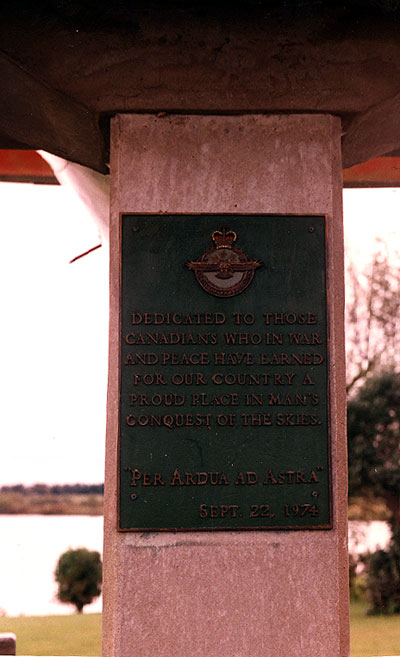 DEDICATED TO THOSE
CANADIANS WHO IN WAR
AND PEACE HAVE EARNED
FOR OUR COUNTRY A
PROUD PLACE IN MAN'S
CONQUEST OF THE SKIES.
"PER ARDUA AD ASTRA"
SEPT. 22, 1974